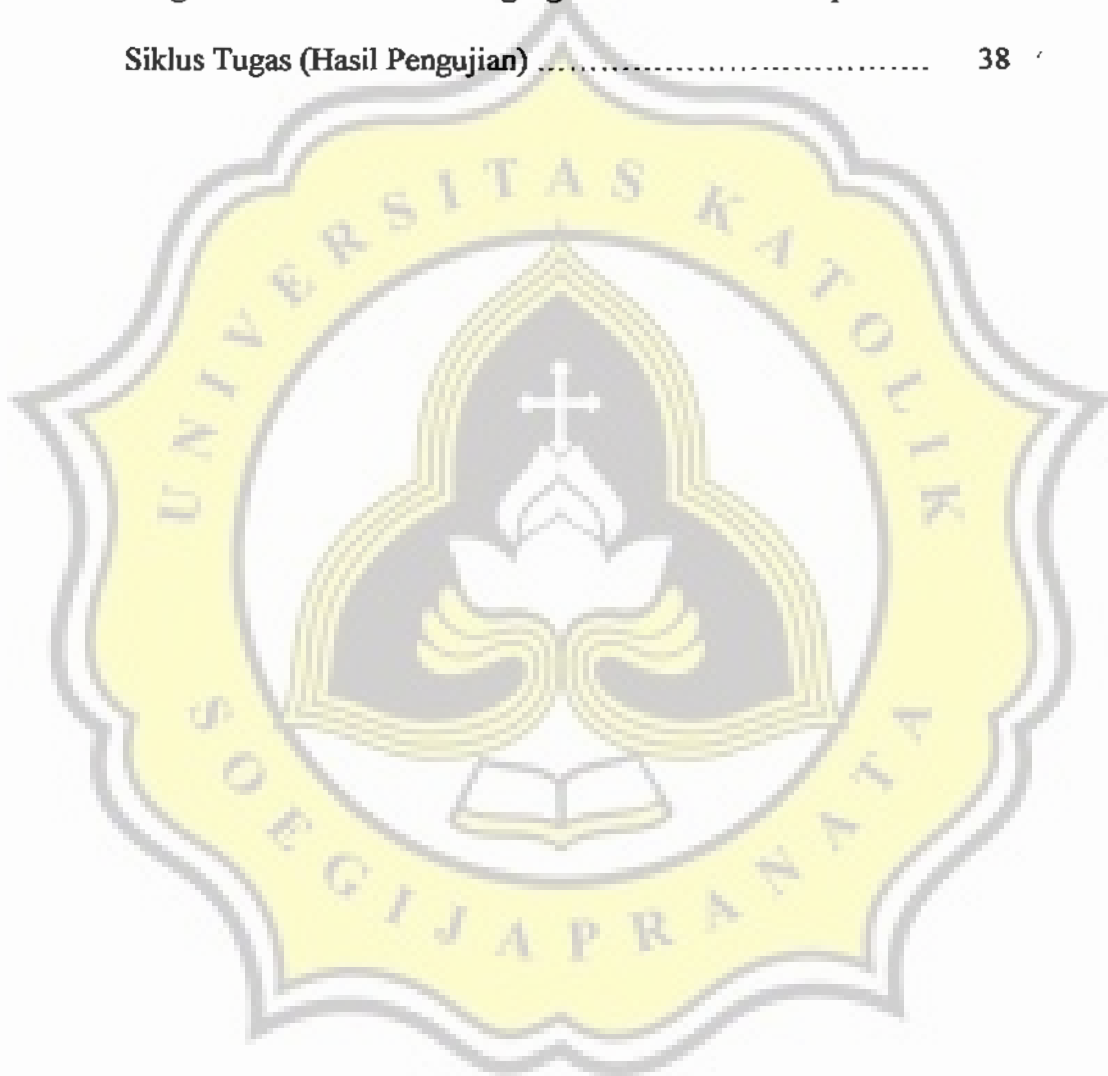 Siklus Tugas (Hasil Pengujian) ........................................ 38
UNIVERSITAS KATOLIK
SOEGIJAPRANATA